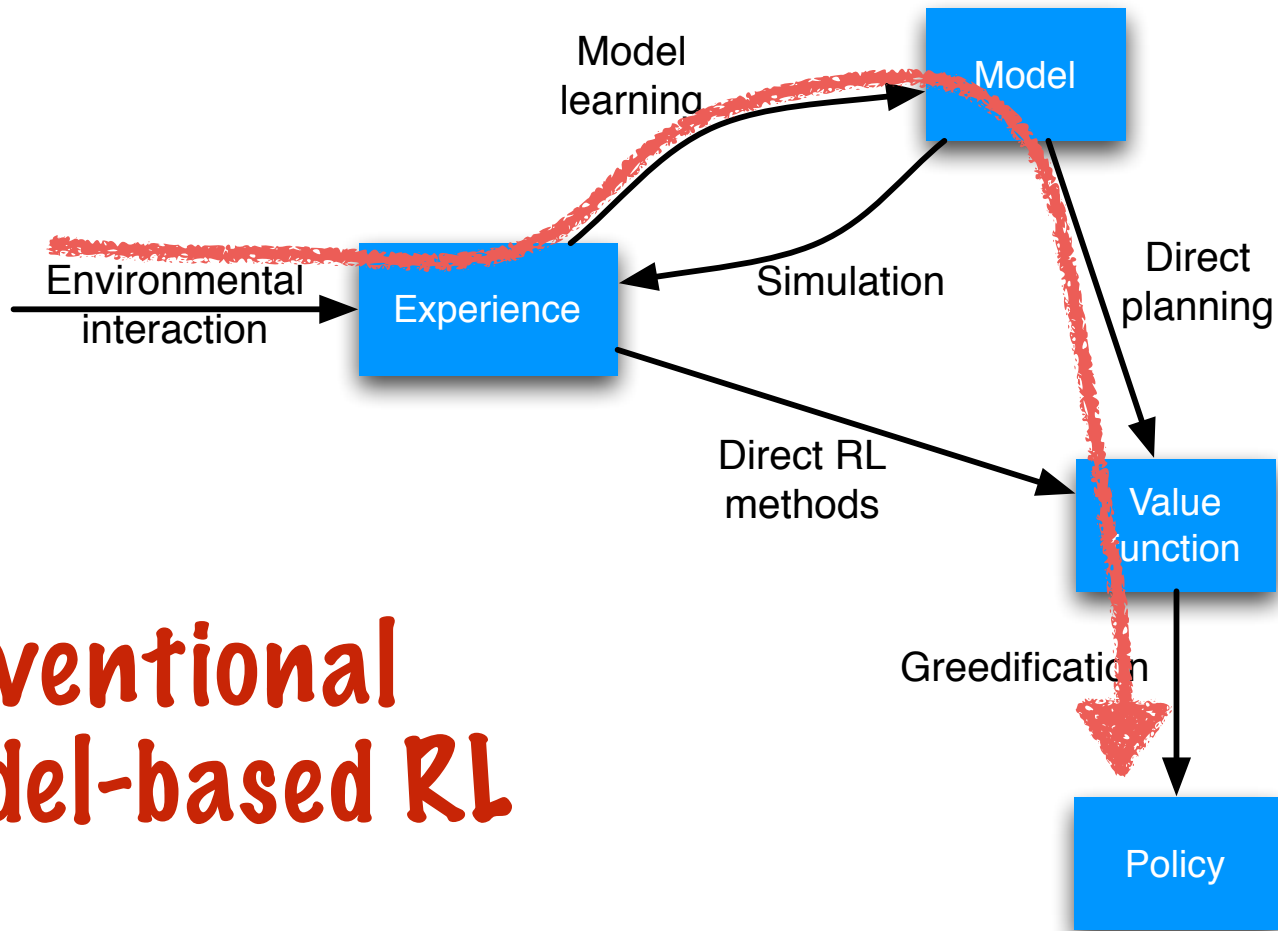 Model
learning
Model
Environmental
interaction
Experience
Simulation
Direct
planning
Direct RL
methods
Value
unction
Greedification
ventional
del-based RL
Policy